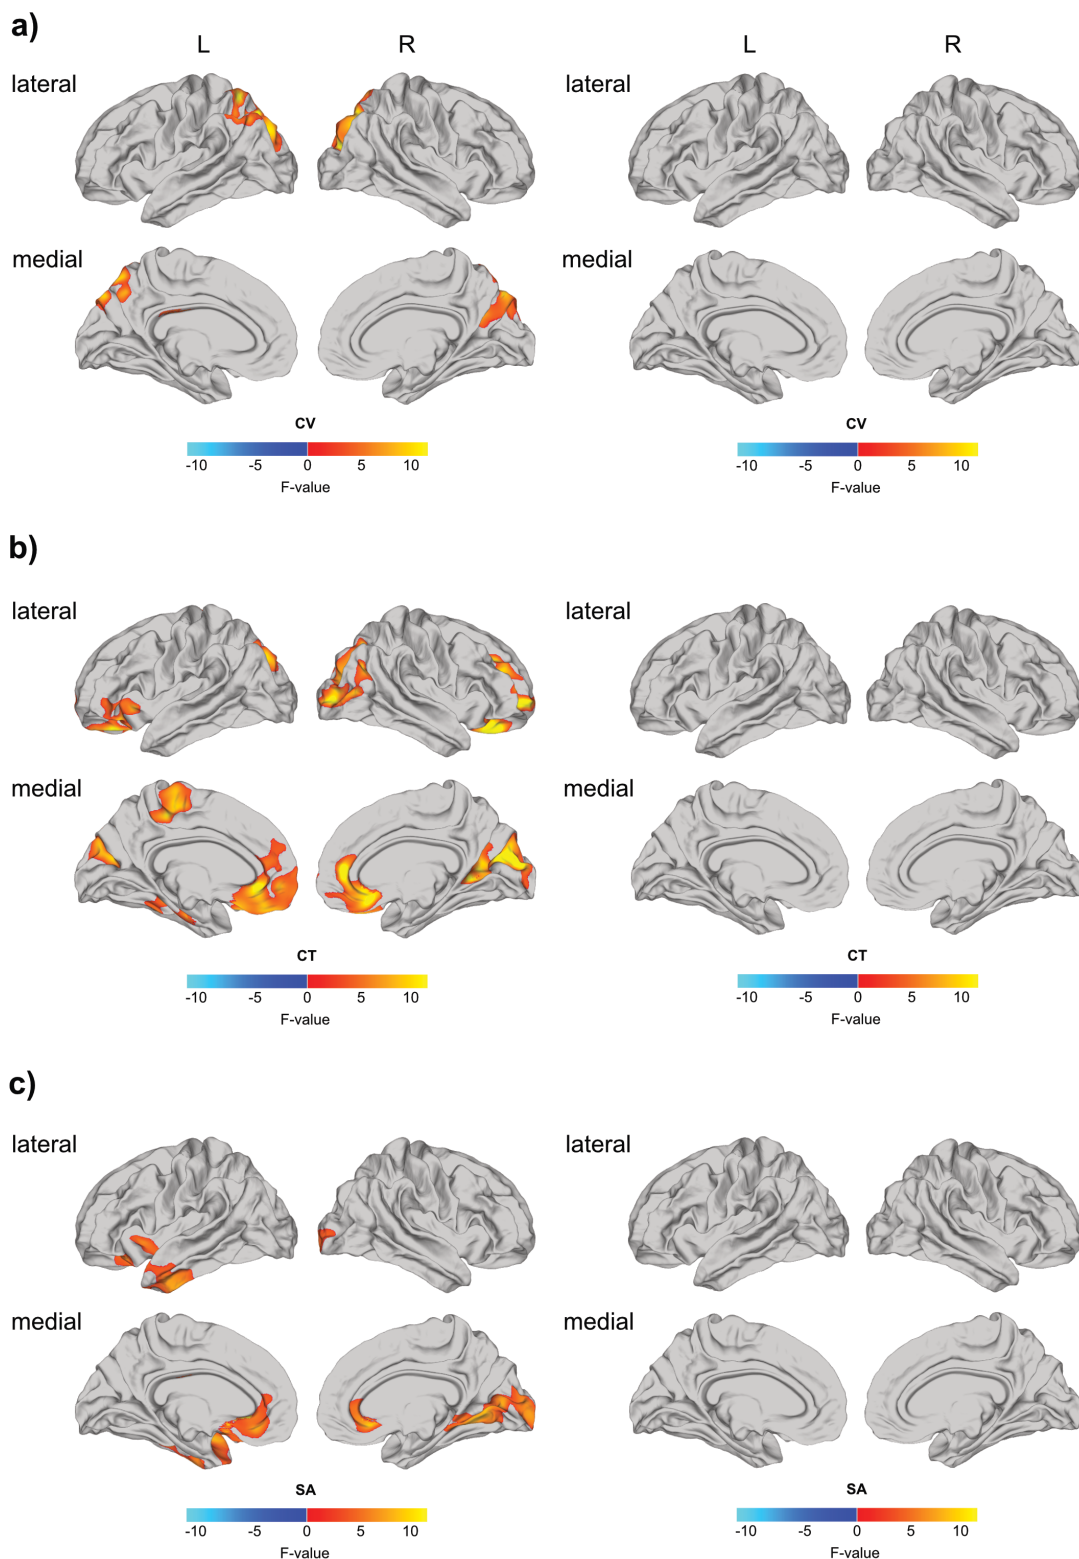 a)
L R L R
lateral lateral
medial medial
CV CV
-10 -5 0 5 10 -10 -5 0 5 10
F-value F-value
b)
lateral lateral
medial medial
CT CT
-10 -5 0 5 10 -10 -5 0 5 10
F-value F-value
c)
lateral lateral
medial medial
SA SA
-10 -5 0 5 10 -10 -5 0 5 10
F-value F-value